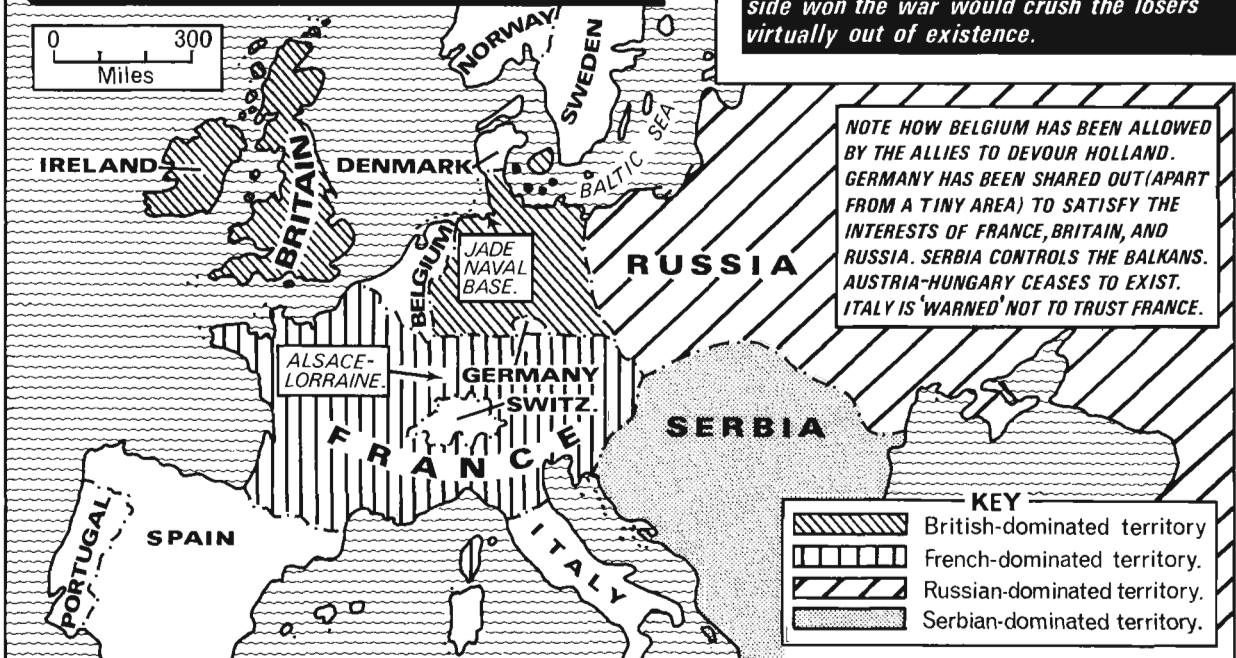 side won the war would crush the losers
virtually out of existence.
0 300
Miles
NORWAY
SWEDEN
BALTIC SEA
IRELAND
BRITAIN
DENMARK
NOTE HOW BELGIUM HAS BEEN ALLOWED
BY THE ALLIES TO DEVOUR HOLLAND.
GERMANY HAS BEEN SHARED OUT (APART
FROM A TINY AREA) TO SATISFY THE
INTERESTS OF FRANCE, BRITAIN, AND
RUSSIA. SERBIA CONTROLS THE BALKANS.
AUSTRIA-HUNGARY CEASES TO EXIST.
ITALY IS 'WARNED' NOT TO TRUST FRANCE.
BELGIUM
JADE
NAVAL
BASE.
RUSSIA
ALSACE-
LORRAINE.
GERMANY
SWITZ.
FRANCE
SERBIA
PORTUGAL
SPAIN
ITALY
KEY
British-dominated territory
French-dominated territory.
Russian-dominated territory.
Serbian-dominated territory.